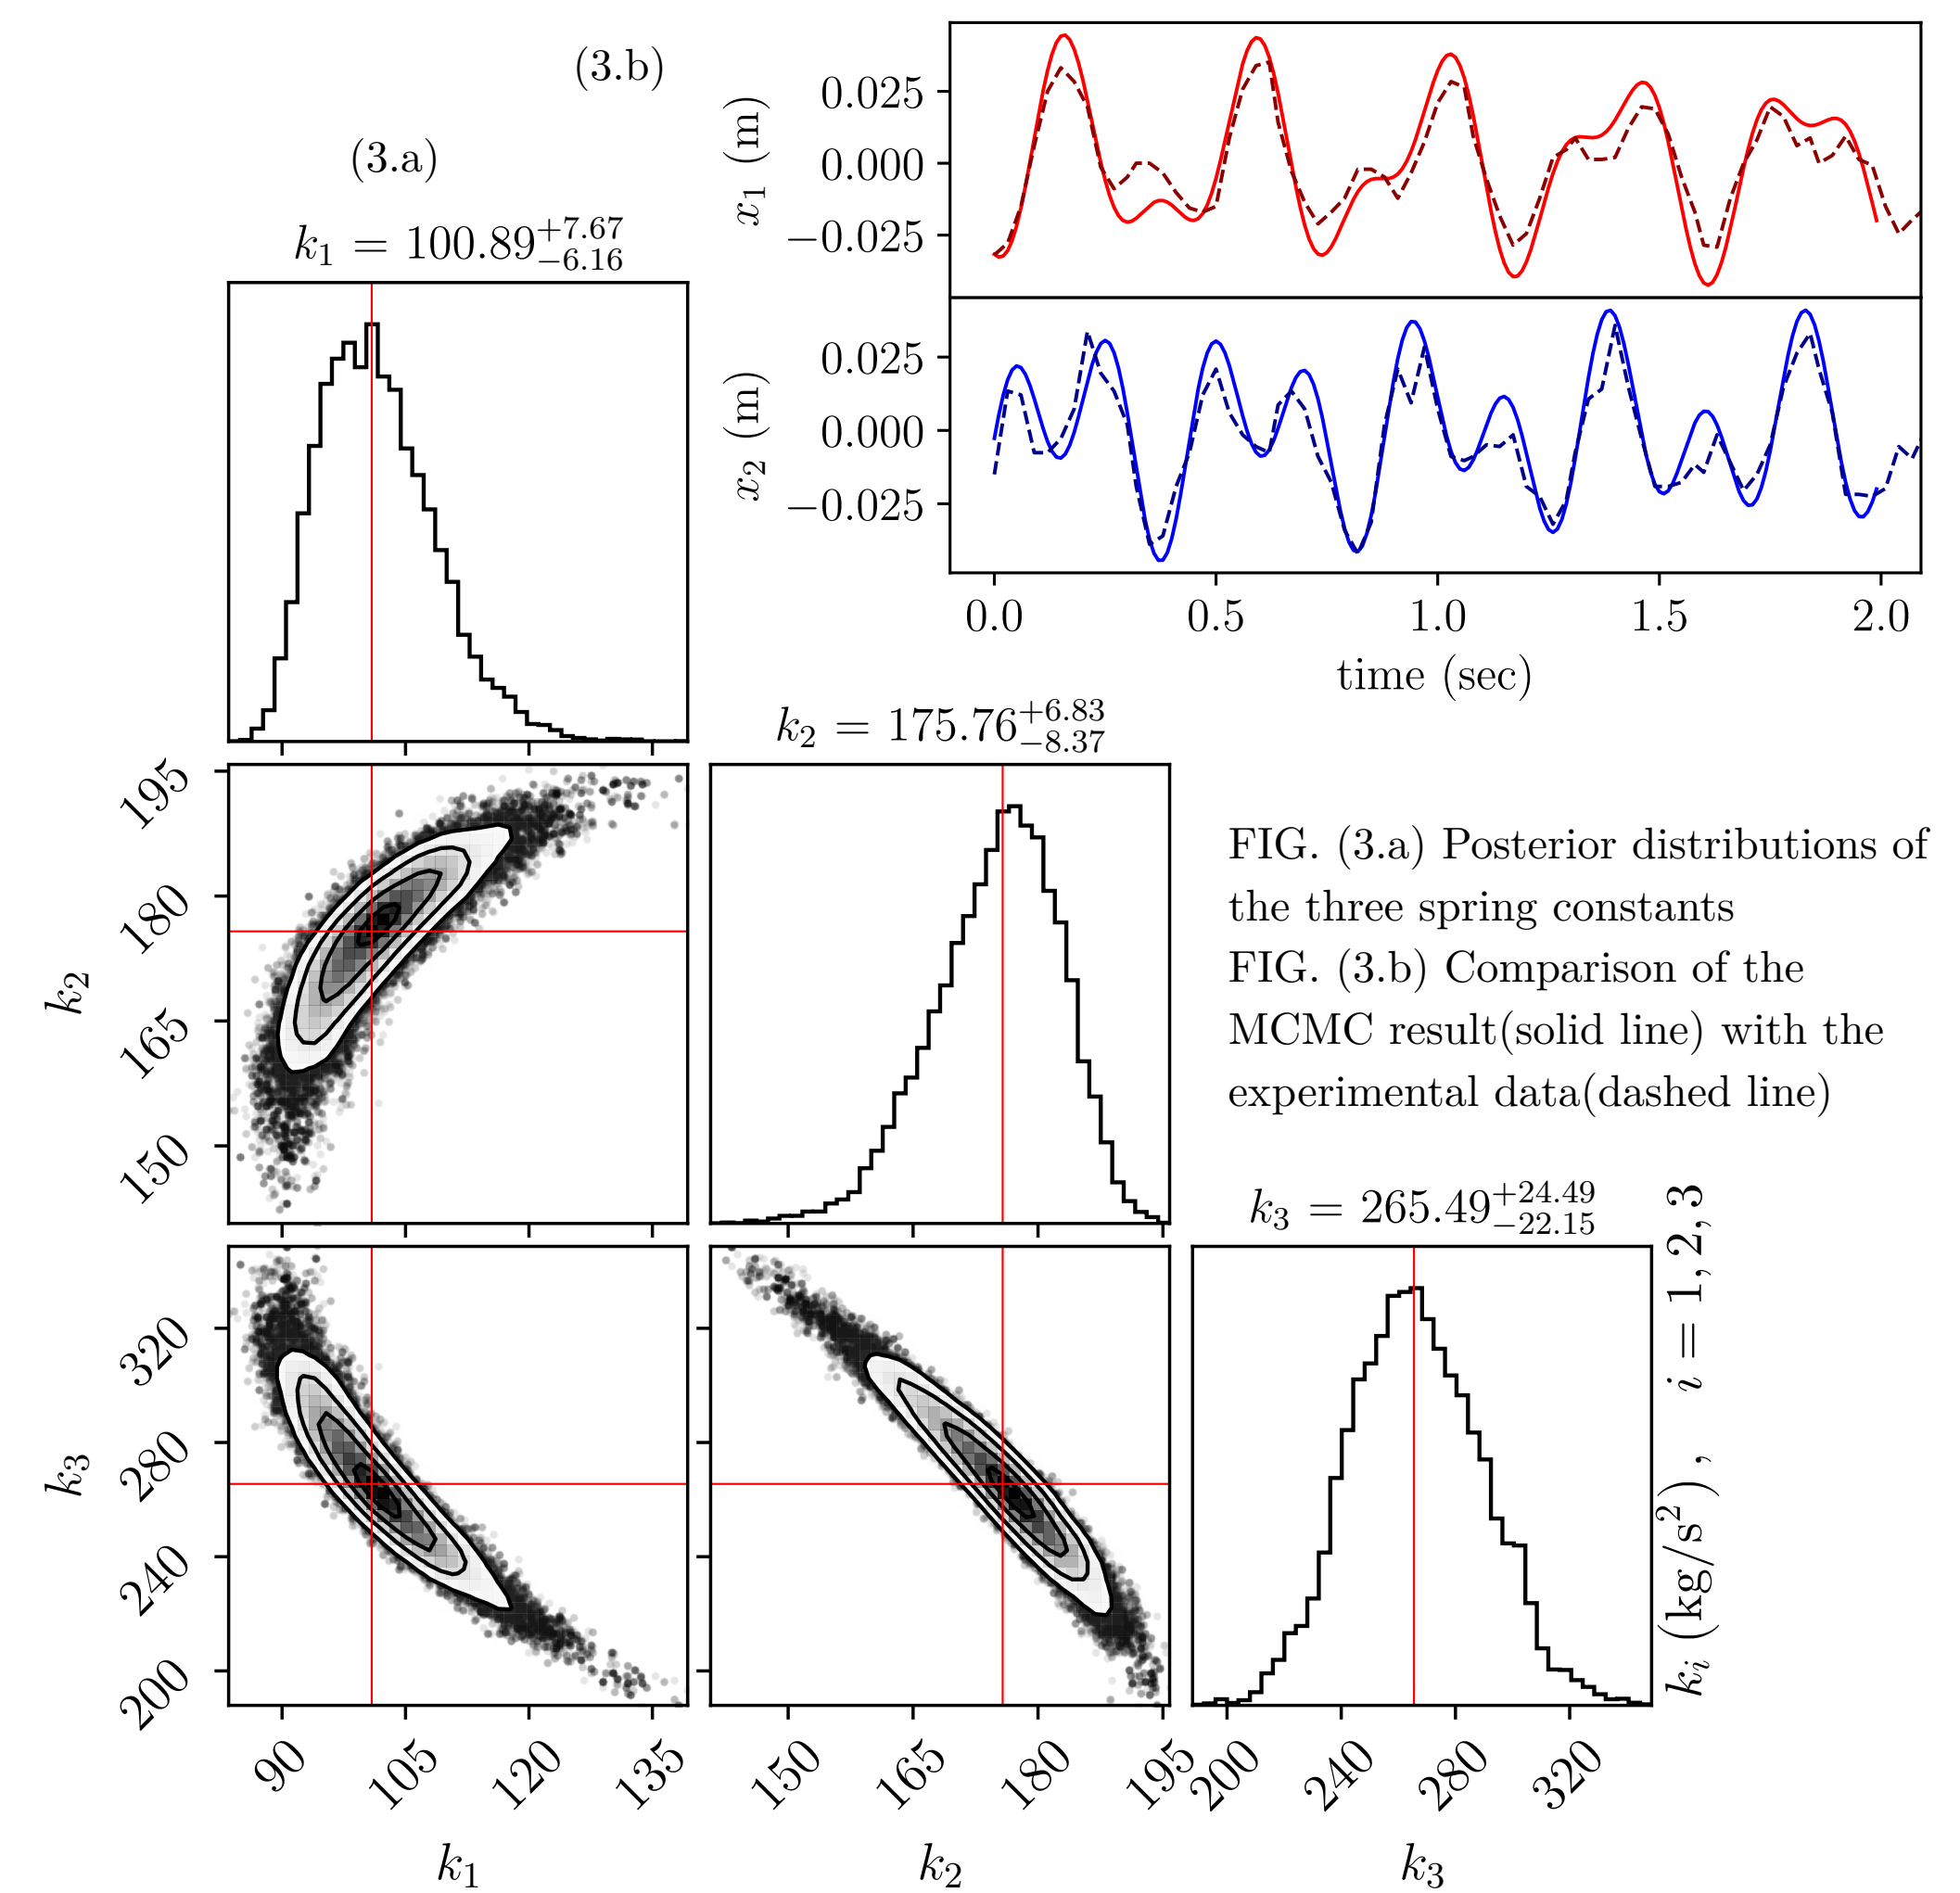 (3.b)
0.025
0.000
−0.025
x₁ (m)
(3.a)
k₁ = 100.89⁺⁷·⁶⁷₋₆.₁₆
0.025
0.000
−0.025
x₂ (m)
0.0 0.5 1.0 1.5 2.0
time (sec)
k₂ = 175.76⁺⁶·⁸³₋₈.₃₇
195
180
165
150
k₂
FIG. (3.a) Posterior distributions of
the three spring constants
FIG. (3.b) Comparison of the
MCMC result(solid line) with the
experimental data(dashed line)
k₃ = 265.49⁺²⁴·⁴⁹₋₂₂.₁₅
320
280
240
200
k₃
kᵢ (kg/s²) , i = 1, 2, 3
90 105 120 135
150 165 180 195
200 240 280 320
k₁ k₂ k₃